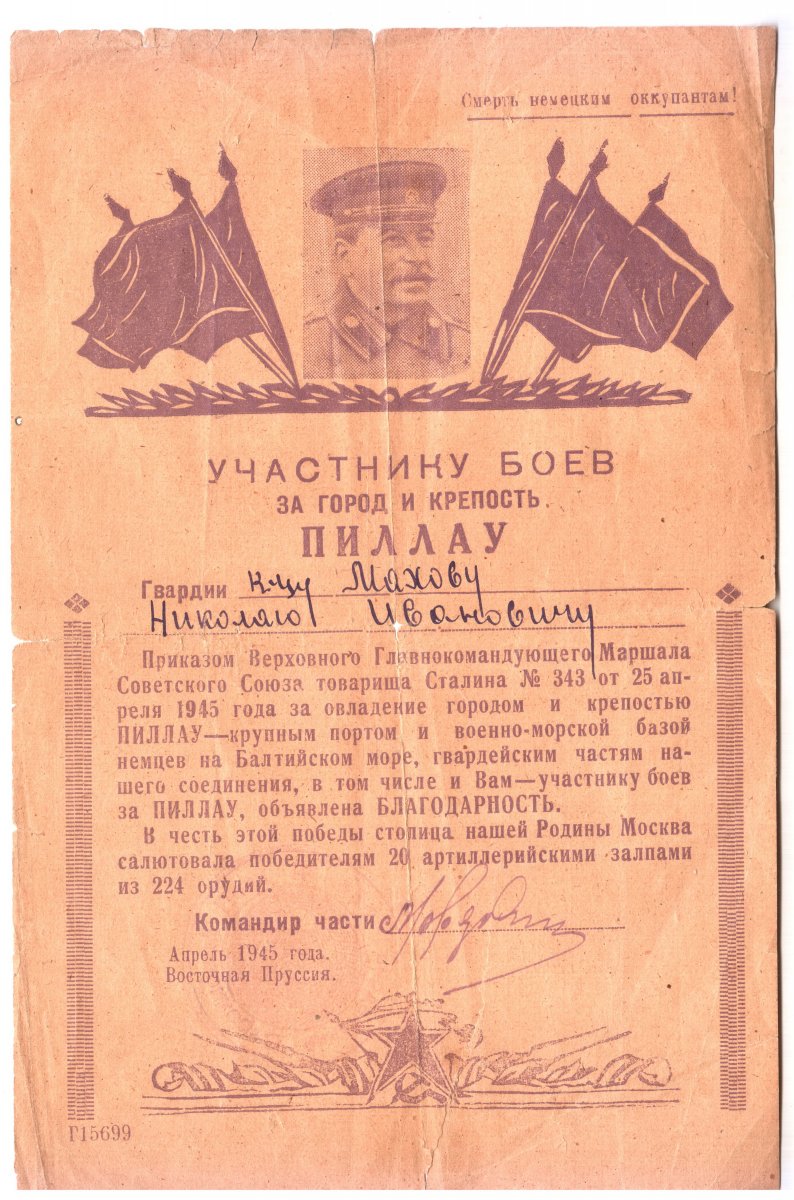 Смерть немецким оккупантам!
УЧАСТНИКУ БОЕВ
ЗА ГОРОД И КРЕПОСТЬ
ПИЛЛАУ
Гвардии к-цу Махову
Николаю Ивановичу
Приказом Верховного Главнокомандующего Маршала
Советского Союза товарища Сталина № 343 от 25 ап-
реля 1945 года за овладение городом и крепостью
ПИЛЛАУ—крупным портом и военно-морской базой
немцев на Балтийском море, гвардейским частям на-
шего соединения, в том числе и Вам—участнику боев
за ПИЛЛАУ, объявлена БЛАГОДАРНОСТЬ.
В честь этой победы столица нашей Родины Москва
салютовала победителям 20 артиллерийскими залпами
из 224 орудий.
Командир части
Апрель 1945 года.
Восточная Пруссия.
Г15699